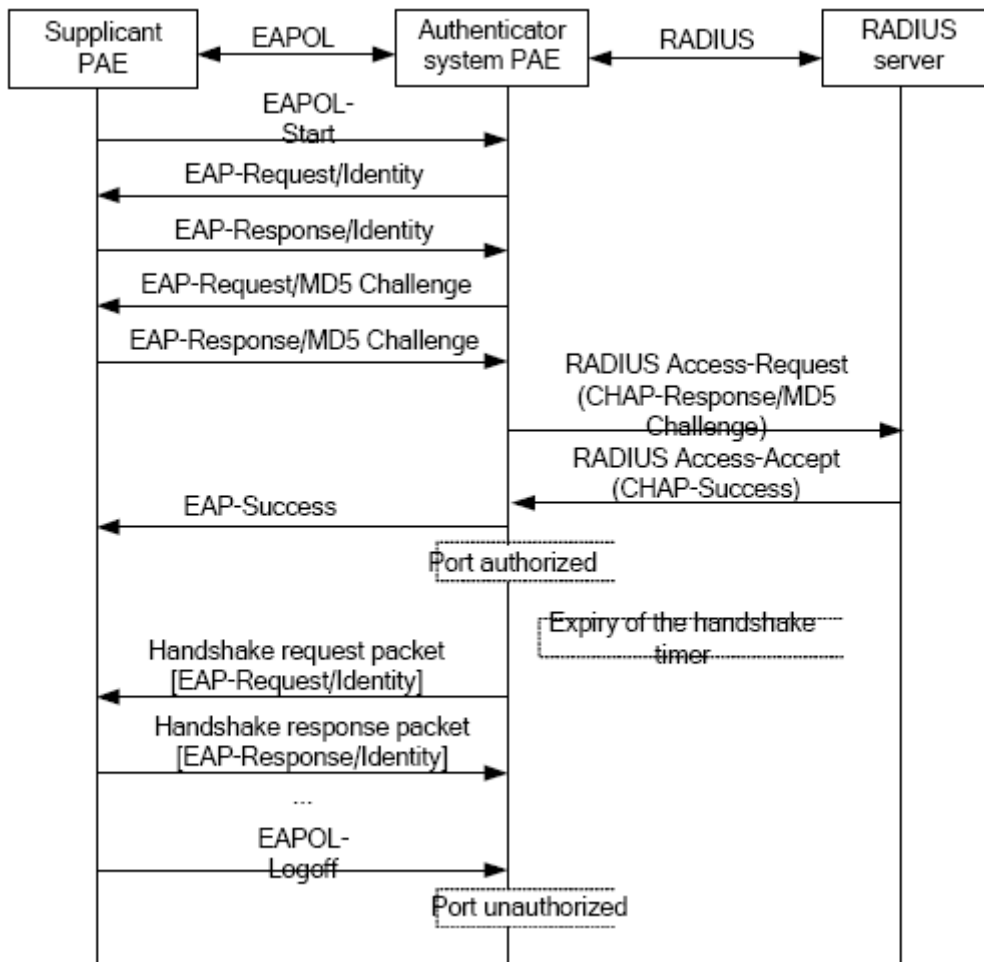 Supplicant
PAE
EAPOL
Authenticator
system PAE
RADIUS
RADIUS
server
EAPOL-
Start
EAP-Request/Identity
EAP-Response/Identity
EAP-Request/MD5 Challenge
EAP-Response/MD5 Challenge
RADIUS Access-Request
(CHAP-Response/MD5
Challenge)
RADIUS Access-Accept
(CHAP-Success)
EAP-Success
Port authorized
Expiry of the handshake
timer
Handshake request packet
[EAP-Request/Identity]
Handshake response packet
[EAP-Response/Identity]
...
EAPOL-
Logoff
Port unauthorized